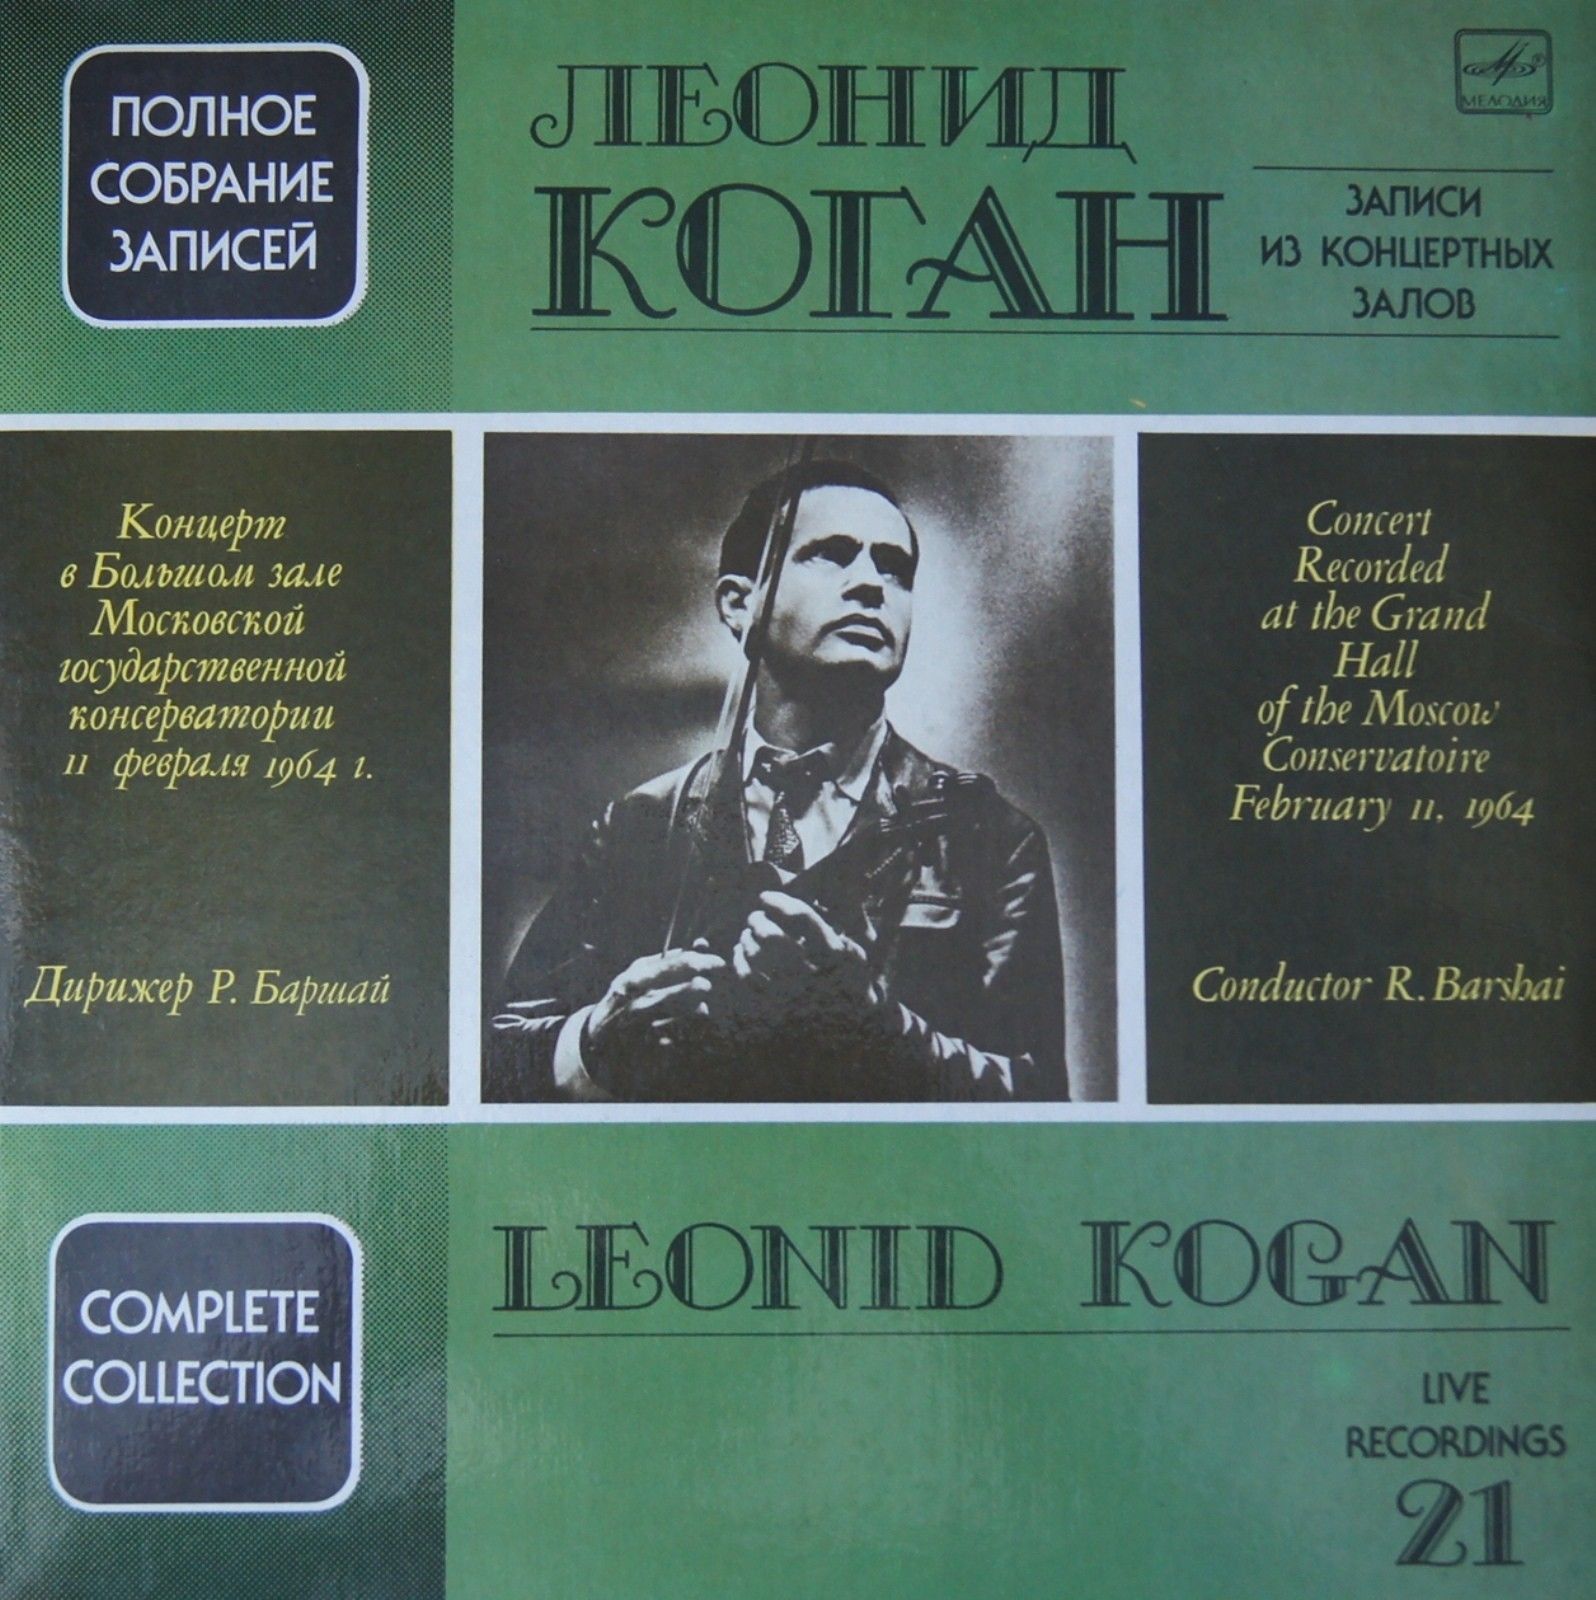 ПОЛНОЕ
СОБРАНИЕ
ЗАПИСЕЙ
ЛЕОНИД
КОГАН
МЕЛОДИЯ
ЗАПИСИ
ИЗ КОНЦЕРТНЫХ
ЗАЛОВ
Концерт
в Большом зале
Московской
государственной
консерватории
11 февраля 1964 г.
Дирижер Р. Баршай
Concert
Recorded
at the Grand
Hall
of the Moscow
Conservatoire
February 11, 1964
Conductor R. Barshai
COMPLETE
COLLECTION
LEONID KOGAN
LIVE
RECORDINGS
21